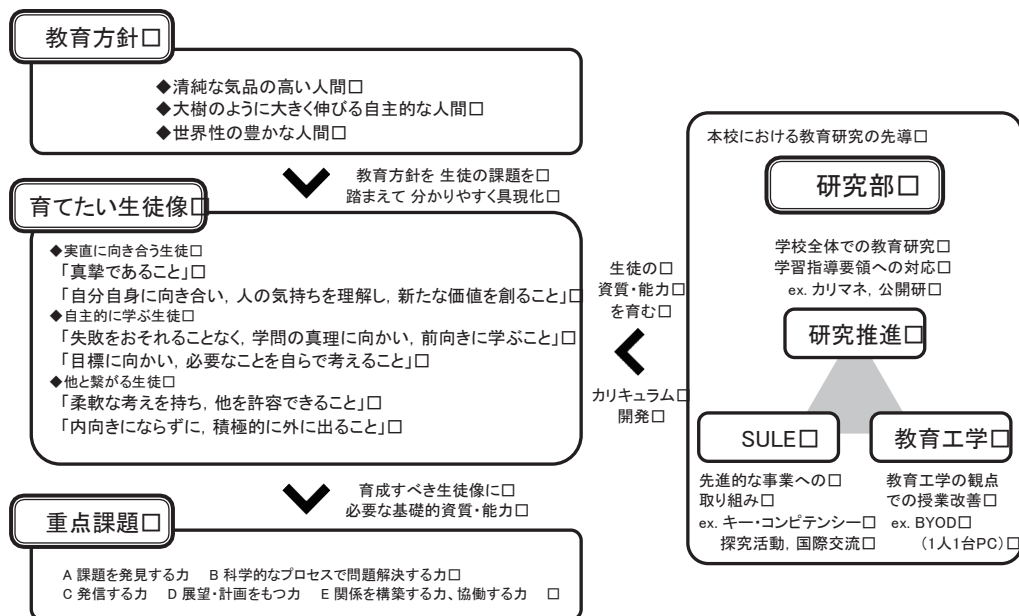 教育方針□
◆清純な気品の高い人間□
◆大樹のように大きく伸びる自主的な人間□
◆世界性の豊かな人間□
教育方針を 生徒の課題を□
踏まえて 分かりやすく具現化□
育てたい生徒像□
◆実直に向き合う生徒□
「真摯であること」□
「自分自身に向き合い，人の気持ちを理解し，新たな価値を創ること」□
◆自主的に学ぶ生徒□
「失敗をおそれることなく，学問の真理に向かい，前向きに学ぶこと」□
「目標に向かい，必要なことを自らで考えること」□
◆他と繋がる生徒□
「柔軟な考えを持ち，他を許容できること」□
「内向きにならずに，積極的に外に出ること」□
育成すべき生徒像に□
必要な基礎的資質・能力□
重点課題□
A 課題を発見する力　B 科学的なプロセスで問題解決する力□
C 発信する力　D 展望・計画をもつ力　E 関係を構築する力、協働する力　□
生徒の□
資質・能力□
を育む□
カリキュラム□
開発□
本校における教育研究の先導□
研究部□
学校全体での教育研究□
学習指導要領への対応□
ex. カリマネ，公開研□
研究推進□
SULE□
先進的な事業への□
取り組み□
ex. キー・コンピテンシー□
探究活動，国際交流□
教育工学□
教育工学の観点
での授業改善□
ex. BYOD□
（1人1台PC）□